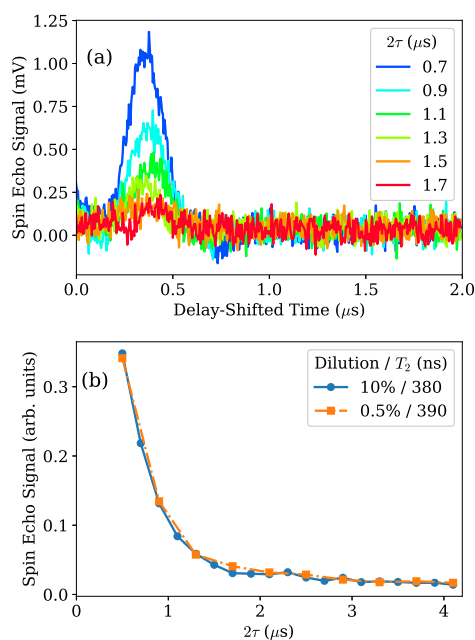 (a)
2τ (μs)
0.7
0.9
1.1
1.3
1.5
1.7
Spin Echo Signal (mV)
1.25
1.00
0.75
0.50
0.25
0.00
0.0 0.5 1.0 1.5 2.0
Delay-Shifted Time (μs)
(b)
Dilution / T₂ (ns)
10% / 380
0.5% / 390
Spin Echo Signal (arb. units)
0.3
0.2
0.1
0.0
1 2 3 4
2τ (μs)